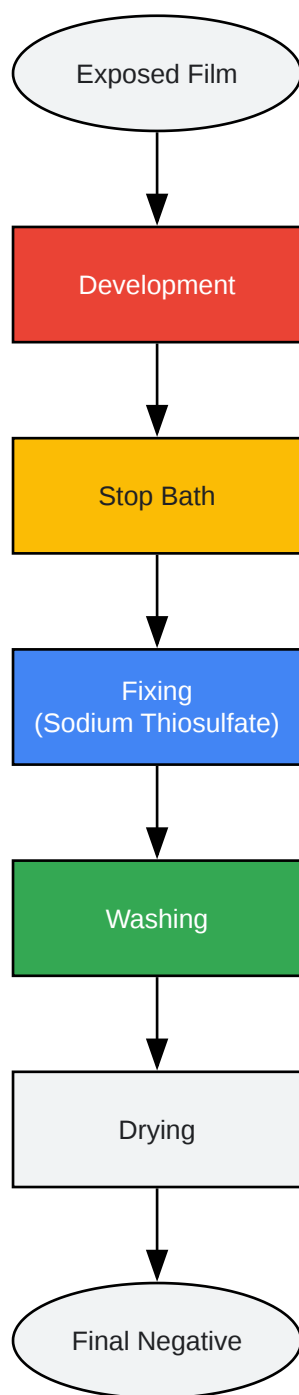 Exposed Film
Development
Stop Bath
Fixing
(Sodium Thiosulfate)
Washing
Drying
Final Negative